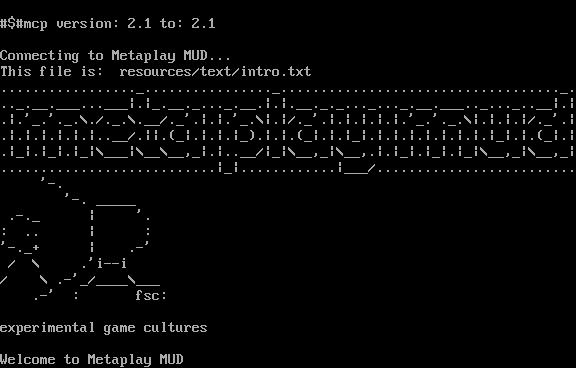 #$#mcp version: 2.1 to: 2.1
Connecting to Metaplay MUD...
This file is:  resources/text/intro.txt
fsc:
experimental game cultures
Welcome to Metaplay MUD